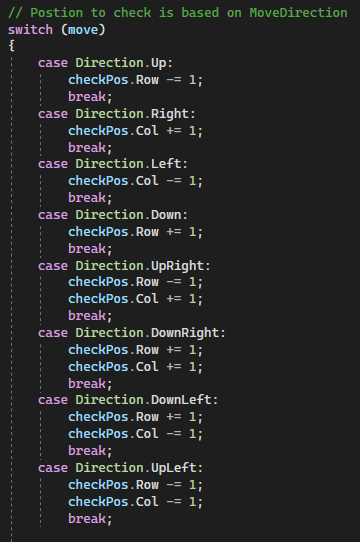 // Postion to check is based on MoveDirection
switch (move)
{
    case Direction.Up:
        checkPos.Row -= 1;
        break;
    case Direction.Right:
        checkPos.Col += 1;
        break;
    case Direction.Left:
        checkPos.Col -= 1;
        break;
    case Direction.Down:
        checkPos.Row += 1;
        break;
    case Direction.UpRight:
        checkPos.Row -= 1;
        checkPos.Col += 1;
        break;
    case Direction.DownRight:
        checkPos.Row += 1;
        checkPos.Col += 1;
        break;
    case Direction.DownLeft:
        checkPos.Row += 1;
        checkPos.Col -= 1;
        break;
    case Direction.UpLeft:
        checkPos.Row -= 1;
        checkPos.Col -= 1;
        break;